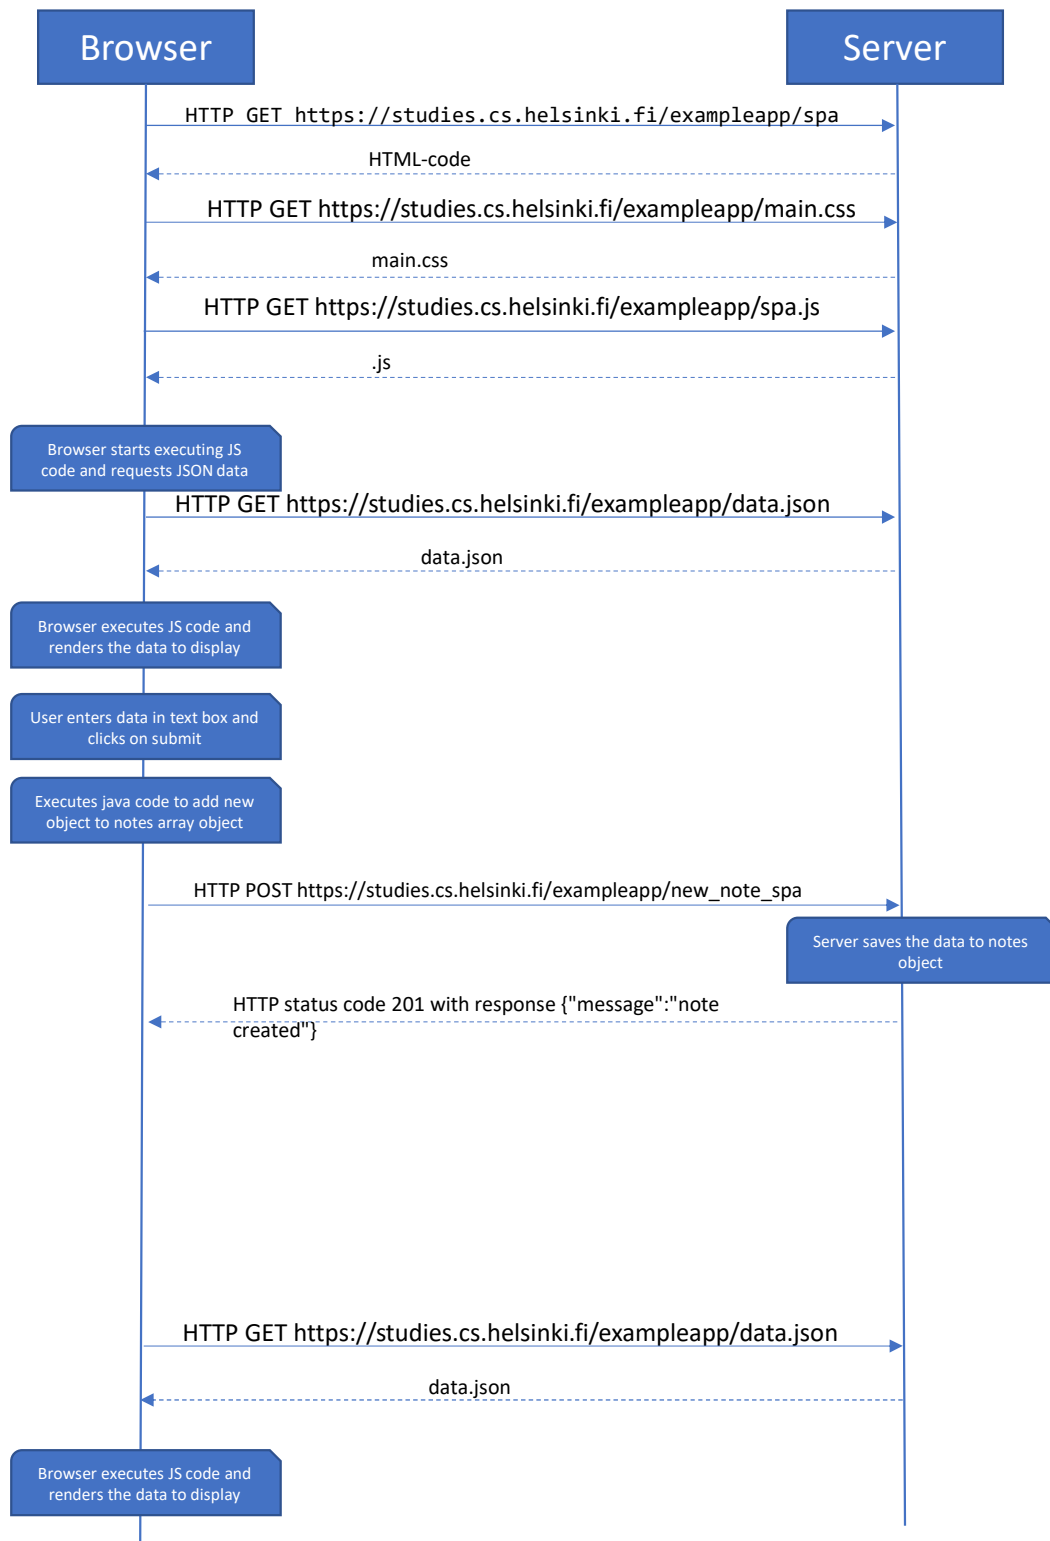 Browser
Server
HTTP GET https://studies.cs.helsinki.fi/exampleapp/spa
HTML-code
HTTP GET https://studies.cs.helsinki.fi/exampleapp/main.css
main.css
HTTP GET https://studies.cs.helsinki.fi/exampleapp/spa.js
.js
Browser starts executing JS
code and requests JSON data
HTTP GET https://studies.cs.helsinki.fi/exampleapp/data.json
data.json
Browser executes JS code and
renders the data to display
User enters data in text box and
clicks on submit
Executes java code to add new
object to notes array object
HTTP POST https://studies.cs.helsinki.fi/exampleapp/new_note_spa
Server saves the data to notes
object
HTTP status code 201 with response {"message":"note
created"}
HTTP GET https://studies.cs.helsinki.fi/exampleapp/data.json
data.json
Browser executes JS code and
renders the data to display